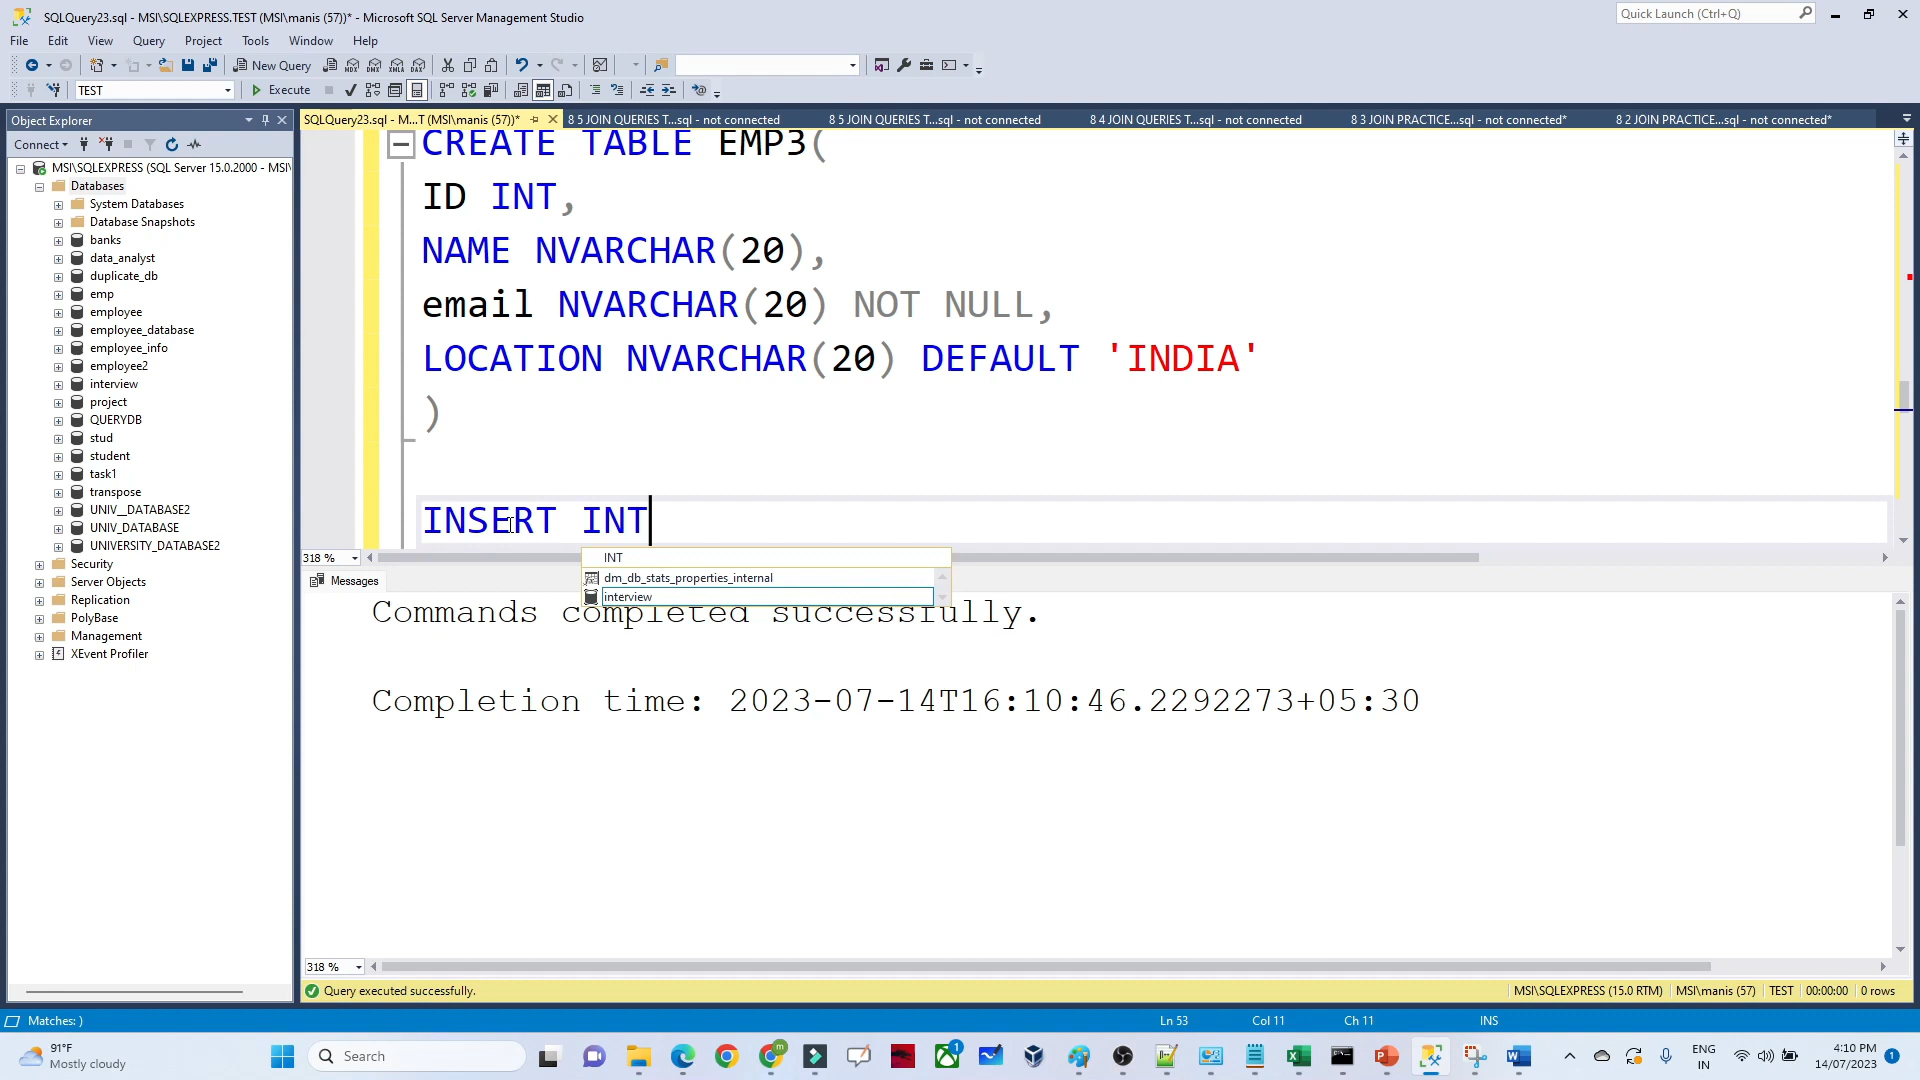 SQLQuery23.sql - MSI\SQLEXPRESS.TEST (MSI\manis (57))* - Microsoft SQL Server Management Studio
Quick Launch (Ctrl+Q)
File Edit View Query Project Tools Window Help
New Query
TEST
Execute
Object Explorer
SQLQuery23.sql - M...T (MSI\manis (57))*
8 5 JOIN QUERIES T...sql - not connected
8 5 JOIN QUERIES T...sql - not connected
8 4 JOIN QUERIES T...sql - not connected
8 3 JOIN PRACTICE...sql - not connected*
8 2 JOIN PRACTICE...sql - not connected*
Connect
MSI\SQLEXPRESS (SQL Server 15.0.2000 - MSI\
Databases
System Databases
Database Snapshots
banks
data_analyst
duplicate_db
emp
employee
employee_database
employee_info
employee2
interview
project
QUERYDB
stud
student
task1
transpose
UNIV__DATABASE2
UNIV_DATABASE
UNIVERSITY_DATABASE2
Security
Server Objects
Replication
PolyBase
Management
XEvent Profiler
CREATE TABLE EMP3(
ID INT,
NAME NVARCHAR(20),
email NVARCHAR(20) NOT NULL,
LOCATION NVARCHAR(20) DEFAULT 'INDIA'
)
INSERT INT
INT
dm_db_stats_properties_internal
interview
318 %
Messages
Commands completed successfully.
Completion time: 2023-07-14T16:10:46.2292273+05:30
318 %
Query executed successfully.
MSI\SQLEXPRESS (15.0 RTM) MSI\manis (57) TEST 00:00:00 0 rows
Matches: )
Ln 53 Col 11 Ch 11 INS
91°F
Mostly cloudy
Search
m
1
ENG
IN
4:10 PM
14/07/2023
1